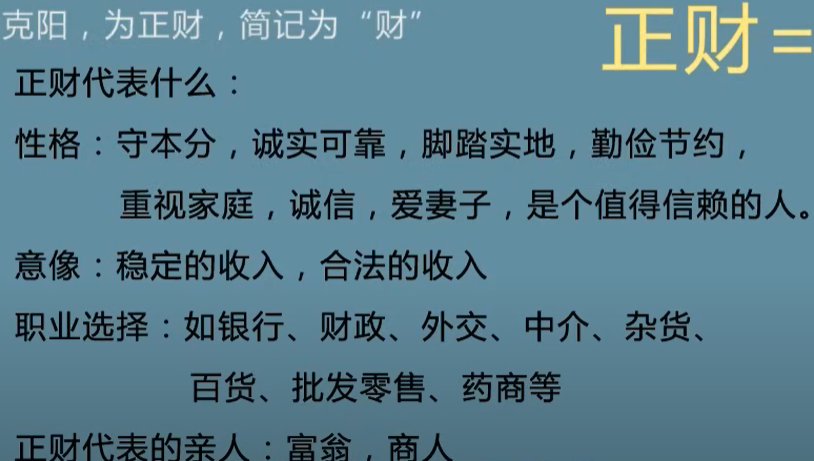 克阳，为正财，简记为“财”
正财=
正财代表什么：
性格：守本分，诚实可靠，脚踏实地，勤俭节约，
重视家庭，诚信，爱妻子，是个值得信赖的人。
意像：稳定的收入，合法的收入
职业选择：如银行、财政、外交、中介、杂货、
百货、批发零售、药商等
正财代表的亲人：富翁，商人